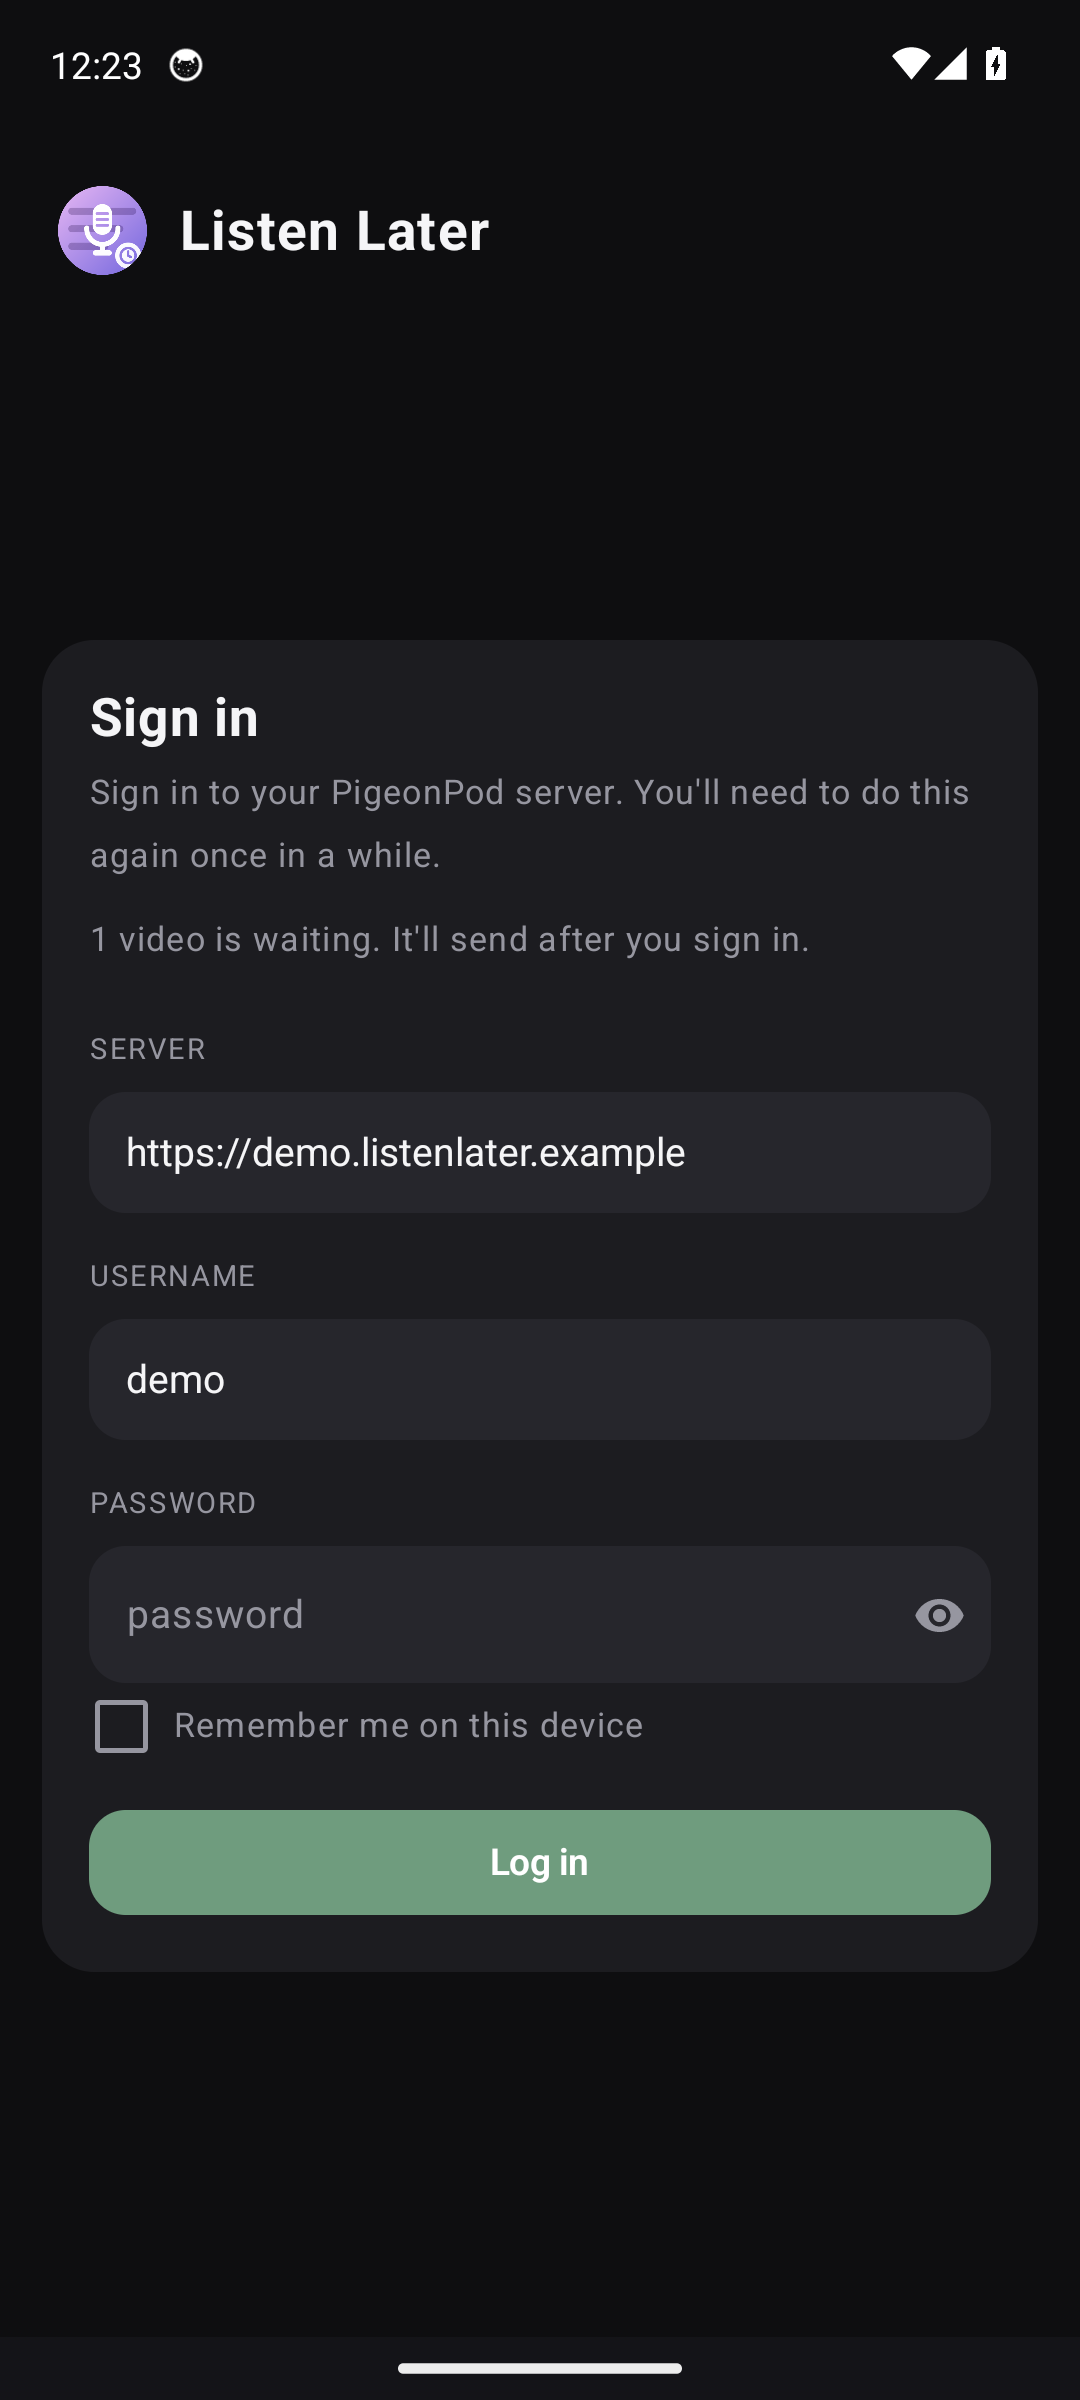 12:23
Listen Later
Sign in
Sign in to your PigeonPod server. You'll need to do this
again once in a while.
1 video is waiting. It'll send after you sign in.
SERVER
https://demo.listenlater.example
USERNAME
demo
PASSWORD
password
Remember me on this device
Log in